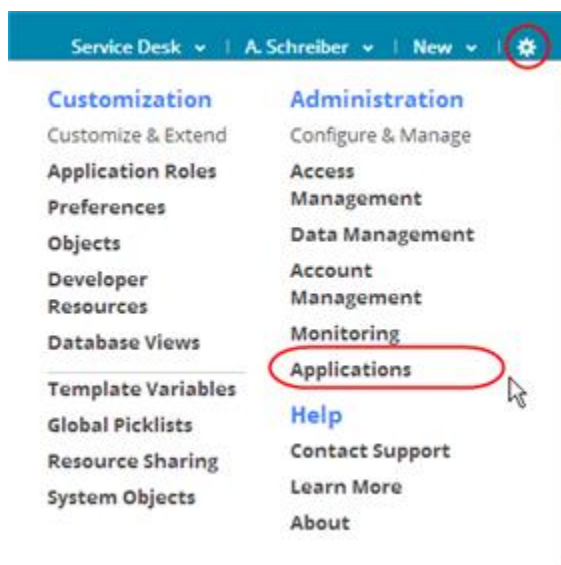 Service Desk | A. Schreiber | New |
Customization
Customize & Extend
Application Roles
Preferences
Objects
Developer
Resources
Database Views
Template Variables
Global Picklists
Resource Sharing
System Objects
Administration
Configure & Manage
Access
Management
Data Management
Account
Management
Monitoring
Applications
Help
Contact Support
Learn More
About